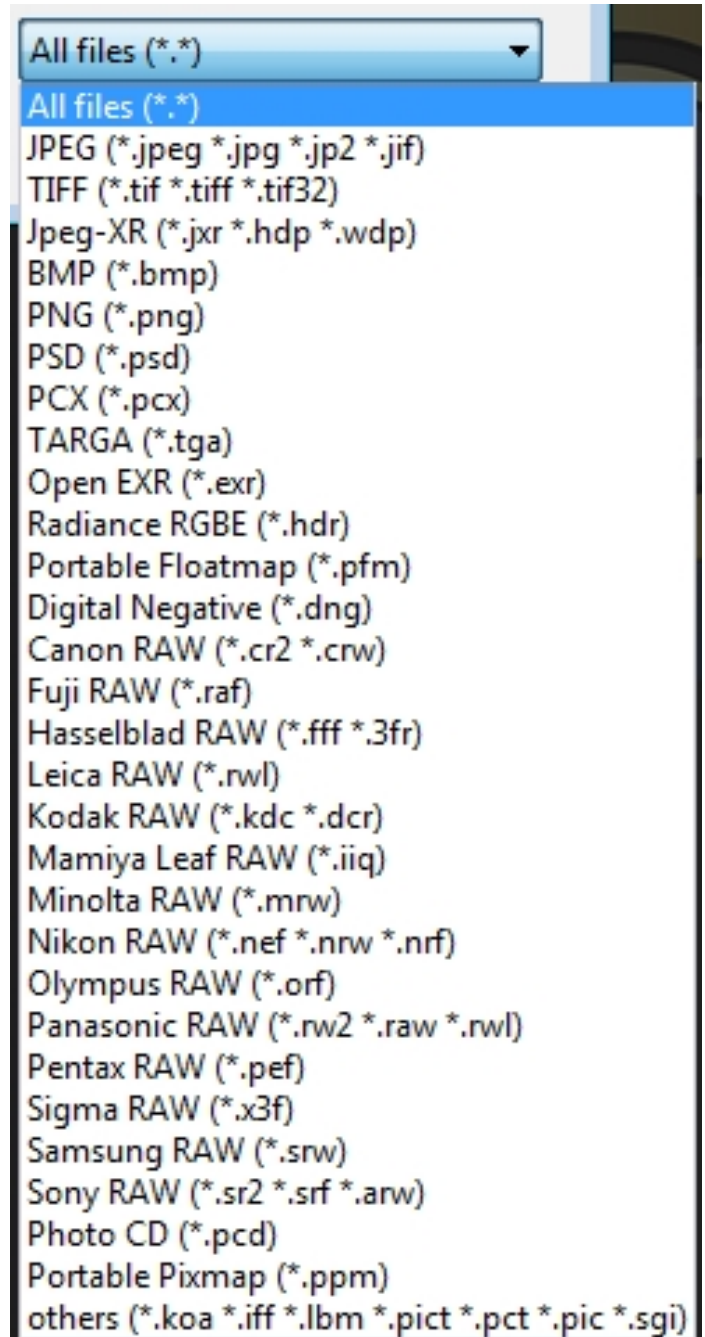 All files (*.*)
All files (*.*)
JPEG (*.jpeg *.jpg *.jp2 *.jif)
TIFF (*.tif *.tiff *.tif32)
Jpeg-XR (*.jxr *.hdp *.wdp)
BMP (*.bmp)
PNG (*.png)
PSD (*.psd)
PCX (*.pcx)
TARGA (*.tga)
Open EXR (*.exr)
Radiance RGBE (*.hdr)
Portable Floatmap (*.pfm)
Digital Negative (*.dng)
Canon RAW (*.cr2 *.crw)
Fuji RAW (*.raf)
Hasselblad RAW (*.fff *.3fr)
Leica RAW (*.rwl)
Kodak RAW (*.kdc *.dcr)
Mamiya Leaf RAW (*.iiq)
Minolta RAW (*.mrw)
Nikon RAW (*.nef *.nrw *.nrf)
Olympus RAW (*.orf)
Panasonic RAW (*.rw2 *.raw *.rwl)
Pentax RAW (*.pef)
Sigma RAW (*.x3f)
Samsung RAW (*.srw)
Sony RAW (*.sr2 *.srf *.arw)
Photo CD (*.pcd)
Portable Pixmap (*.ppm)
others (*.koa *.iff *.lbm *.pict *.pct *.pic *.sgi)